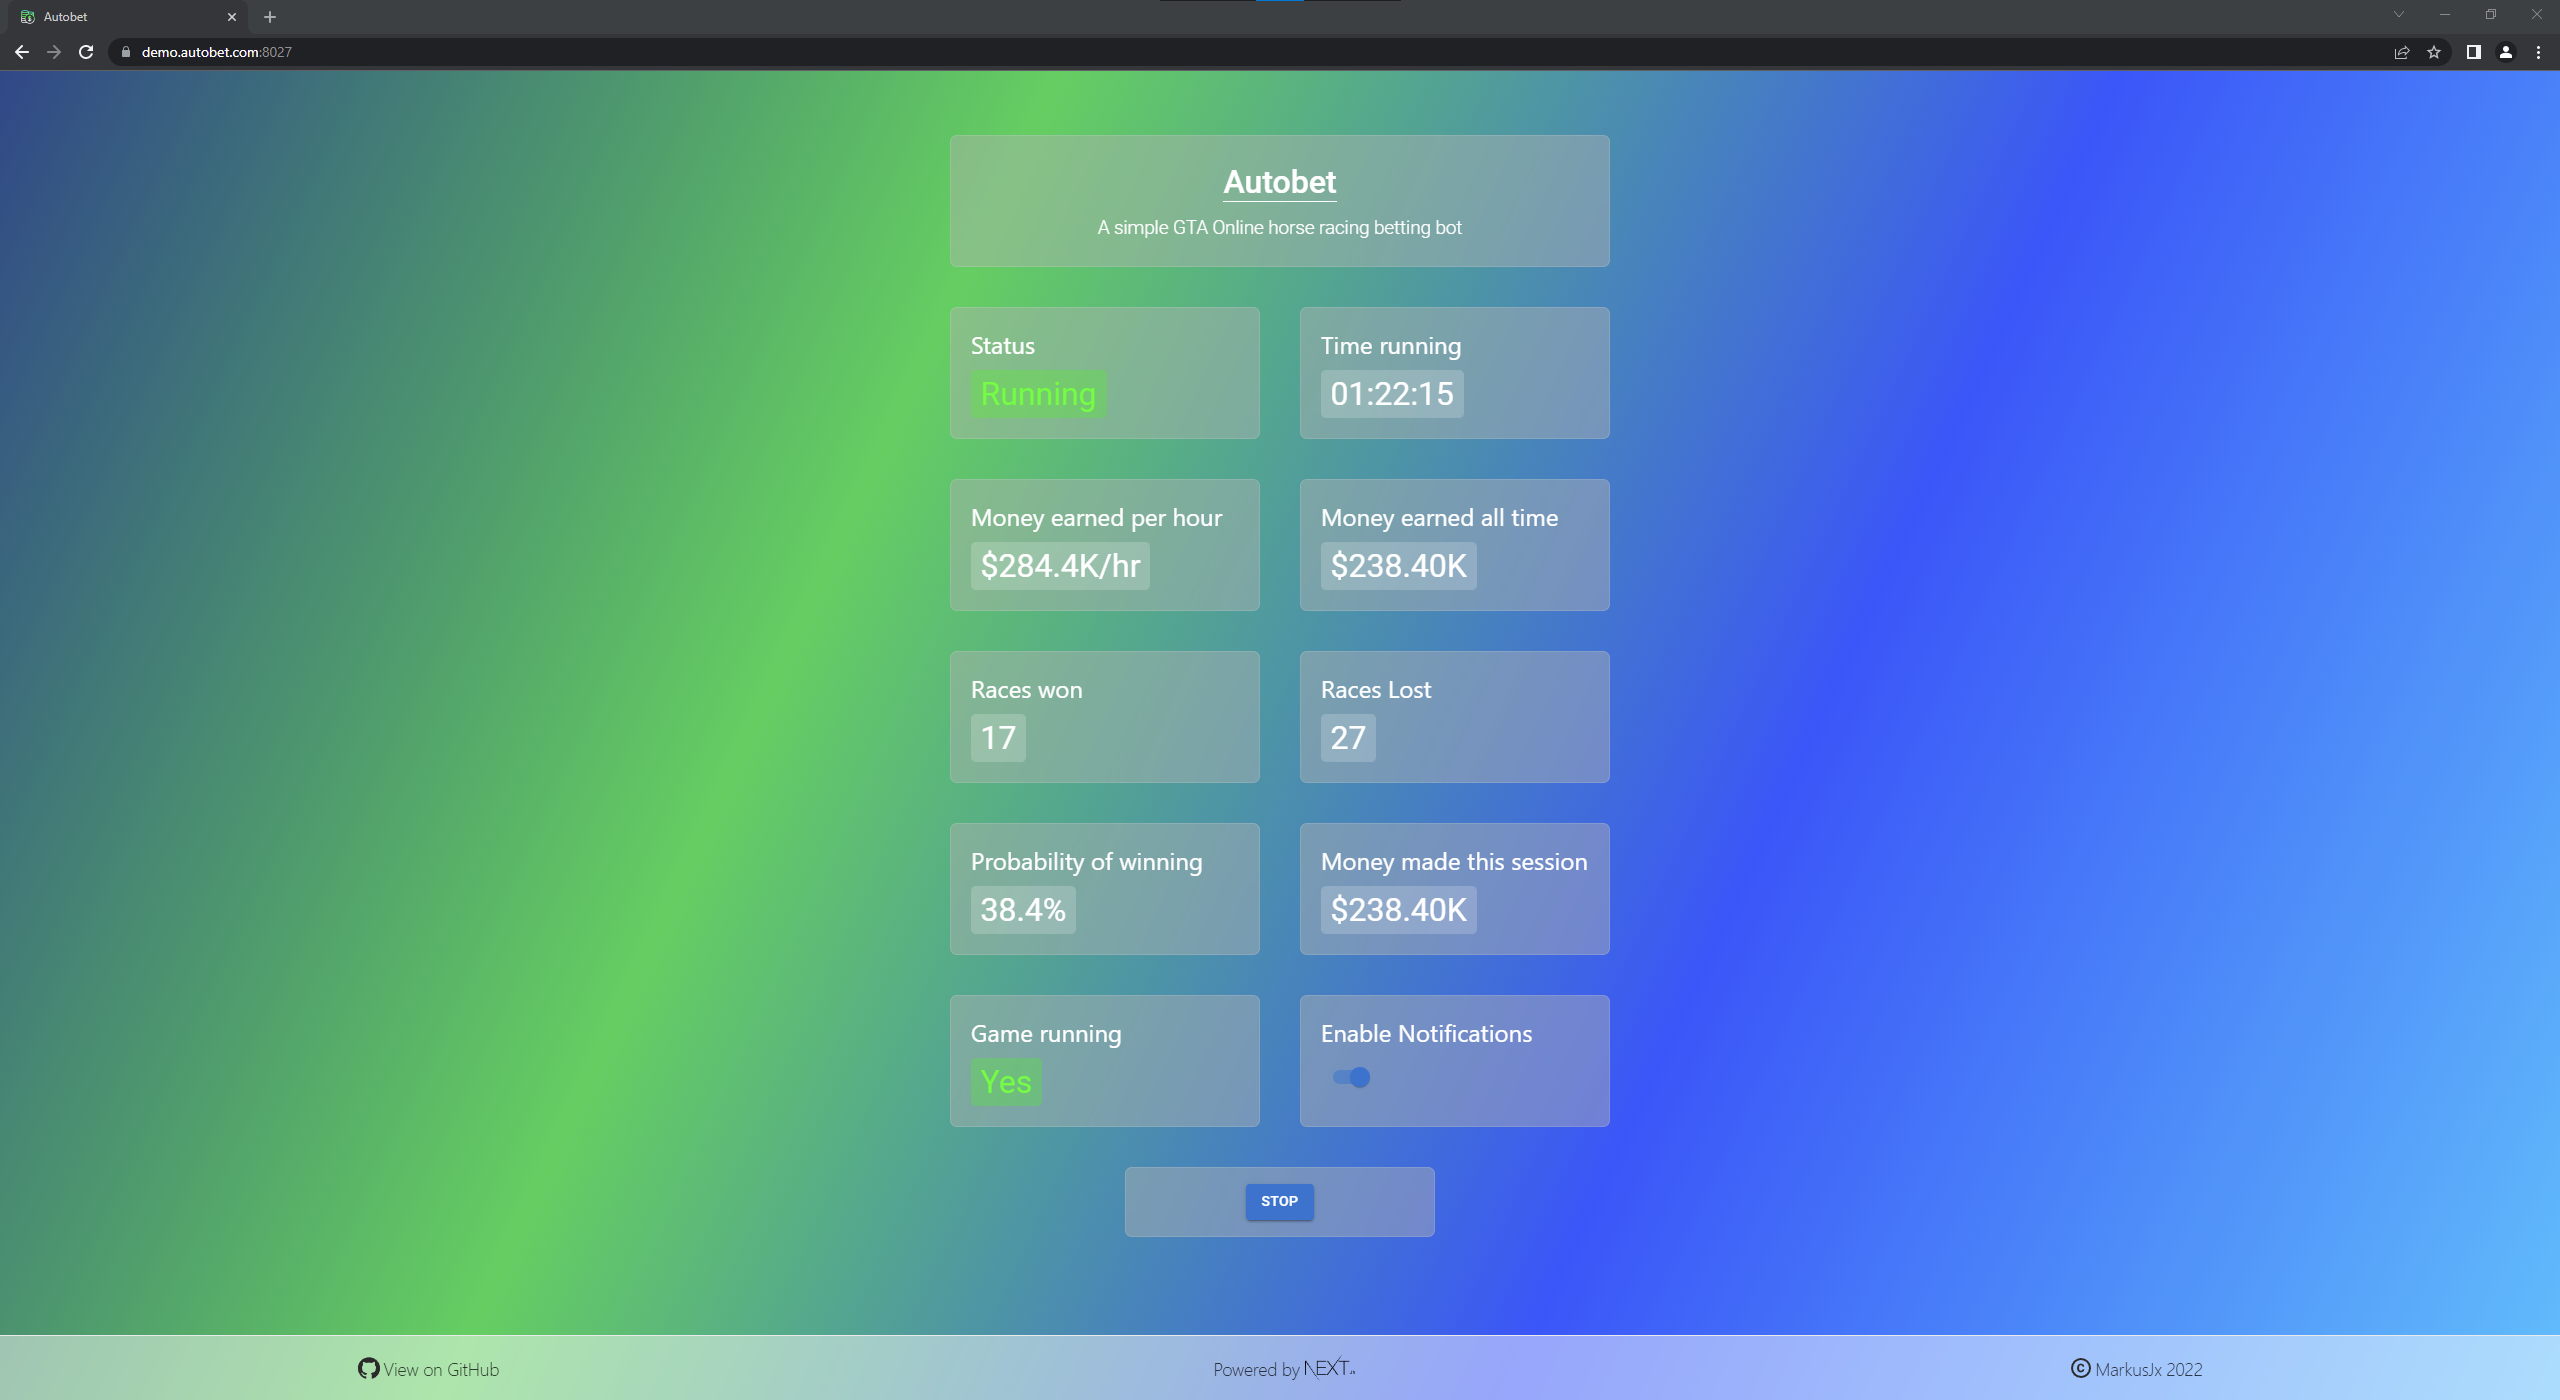 Autobet
demo.autobet.com:8027
Autobet
A simple GTA Online horse racing betting bot
Status
Running
Time running
01:22:15
Money earned per hour
$284.4K/hr
Money earned all time
$238.40K
Races won
17
Races Lost
27
Probability of winning
38.4%
Money made this session
$238.40K
Game running
Yes
Enable Notifications
STOP
View on GitHub
Powered by NEXT.JS
© MarkusJx 2022